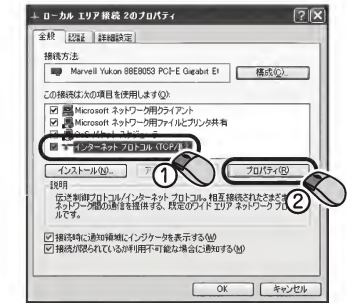 ローカル エリア接続 2のプロパティ
全般 認証 詳細設定
接続方法
Marvell Yukon 88E8053 PCI-E Gigabit Et
構成(C)...
この接続は次の項目を使用します(O):
Microsoft ネットワーク用クライアント
Microsoft ネットワーク用ファイルとプリンタ共有
QoS パケット スケジューラ
インターネット プロトコル (TCP/
① ②
インストール(N)... プロパティ(R)
説明
伝送制御プロトコル/インターネット プロトコル。相互接続されたさまざま
ネットワーク間の通信を提供する、既定のワイド エリア ネットワーク プロ
ルです。
接続時に通知領域にインジケータを表示する(W)
接続が限られているか利用不可能な場合に通知する(M)
OK キャンセル